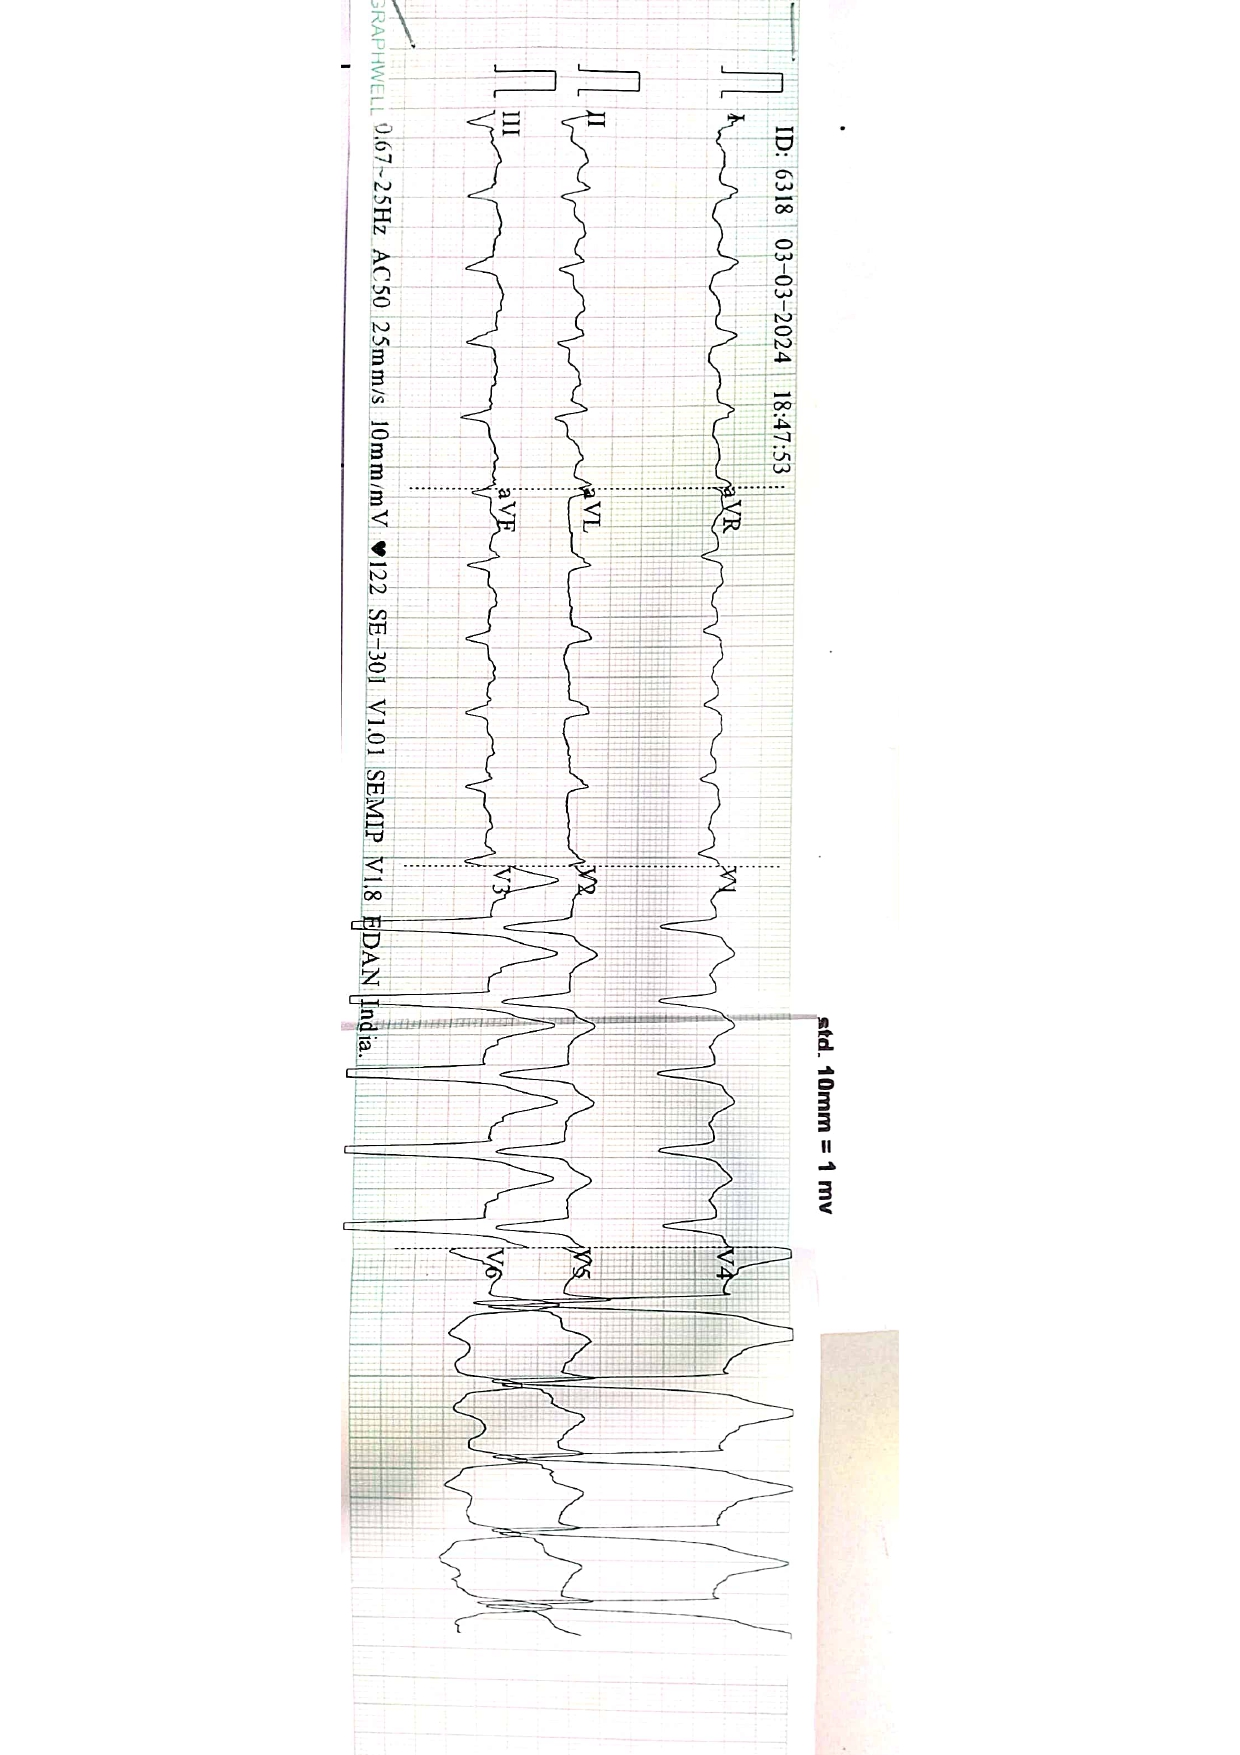 ID: 6318 03-03-2024 18:47:53
std. 10mm = 1 mv
I aVR V1 V4
II aVL V2 V5
III aVF V3 V6
GRAPHWELL 0.67~25Hz AC50 25mm/s 10mm/mV ♥122 SE-301 V1.01 SEMIP V1.8 EDAN India.